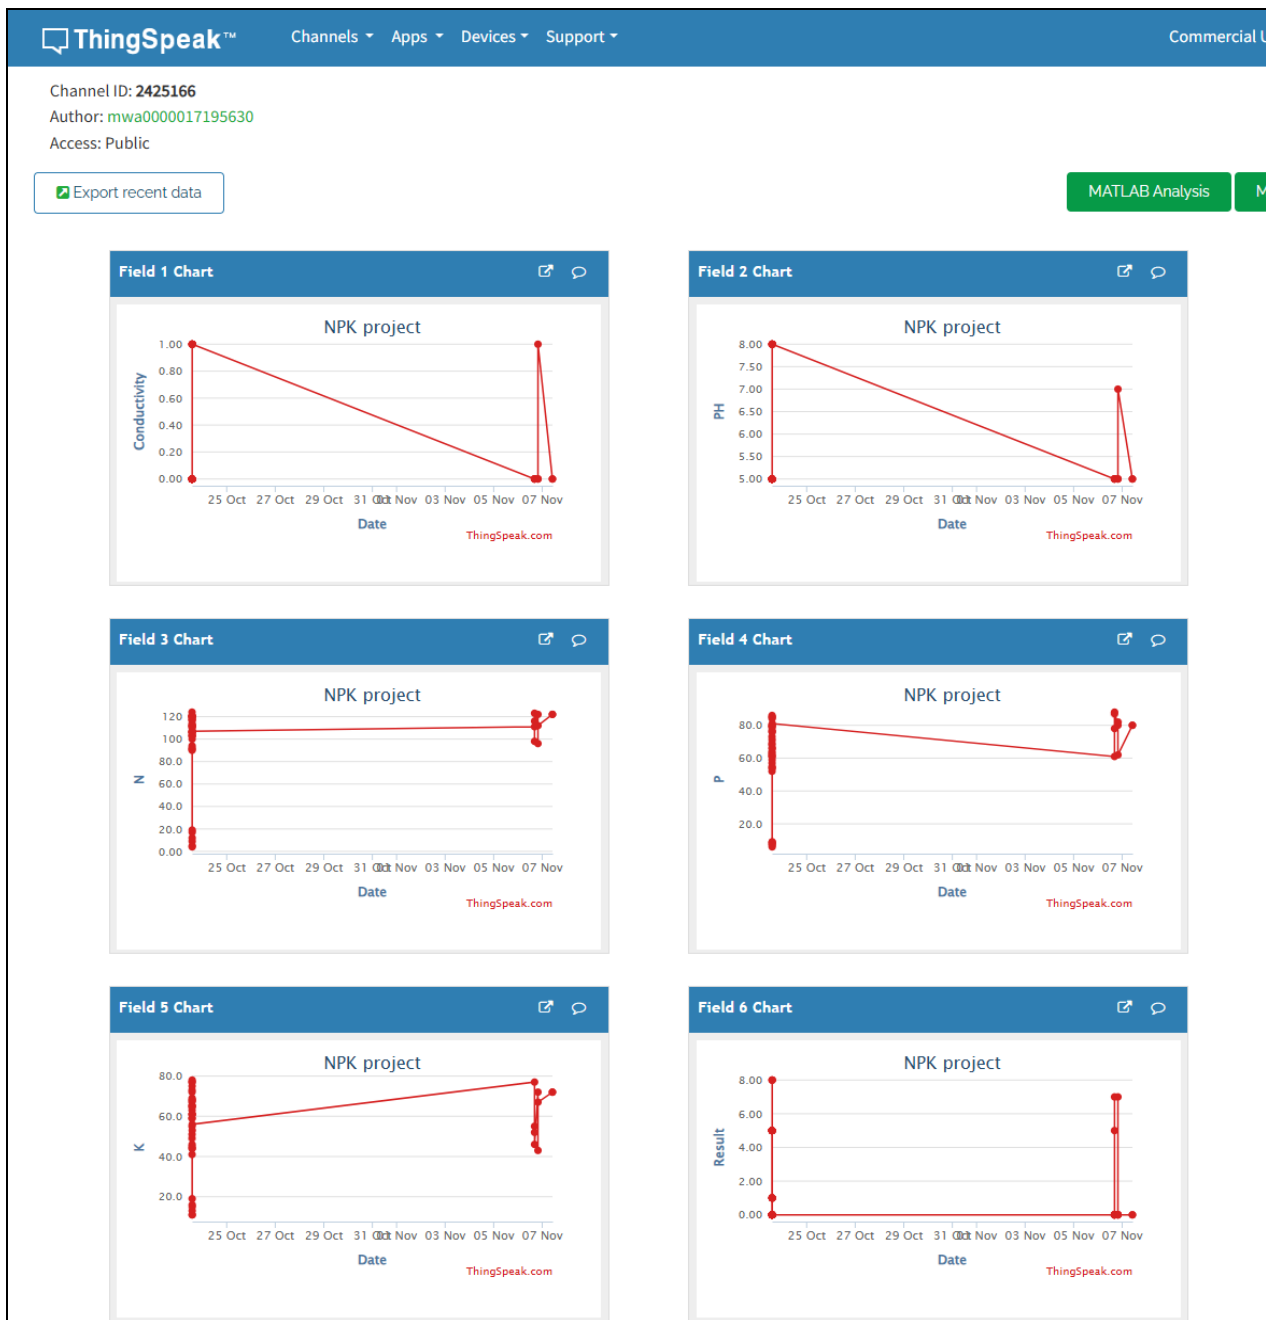 ThingSpeak™ Channels Apps Devices Support Commercial U
Channel ID: 2425166
Author: mwa0000017195630
Access: Public
Export recent data MATLAB Analysis M
Field 1 Chart
NPK project
Conductivity
1.00
0.80
0.60
0.40
0.20
0.00
25 Oct 27 Oct 29 Oct 31 Oct Nov 03 Nov 05 Nov 07 Nov
Date
ThingSpeak.com
Field 2 Chart
NPK project
PH
8.00
7.50
7.00
6.50
6.00
5.50
5.00
25 Oct 27 Oct 29 Oct 31 Oct Nov 03 Nov 05 Nov 07 Nov
Date
ThingSpeak.com
Field 3 Chart
NPK project
N
120
100
80.0
60.0
40.0
20.0
0.00
25 Oct 27 Oct 29 Oct 31 Oct Nov 03 Nov 05 Nov 07 Nov
Date
ThingSpeak.com
Field 4 Chart
NPK project
P
80.0
60.0
40.0
20.0
25 Oct 27 Oct 29 Oct 31 Oct Nov 03 Nov 05 Nov 07 Nov
Date
ThingSpeak.com
Field 5 Chart
NPK project
K
80.0
60.0
40.0
20.0
25 Oct 27 Oct 29 Oct 31 Oct Nov 03 Nov 05 Nov 07 Nov
Date
ThingSpeak.com
Field 6 Chart
NPK project
Result
8.00
6.00
4.00
2.00
0.00
25 Oct 27 Oct 29 Oct 31 Oct Nov 03 Nov 05 Nov 07 Nov
Date
ThingSpeak.com